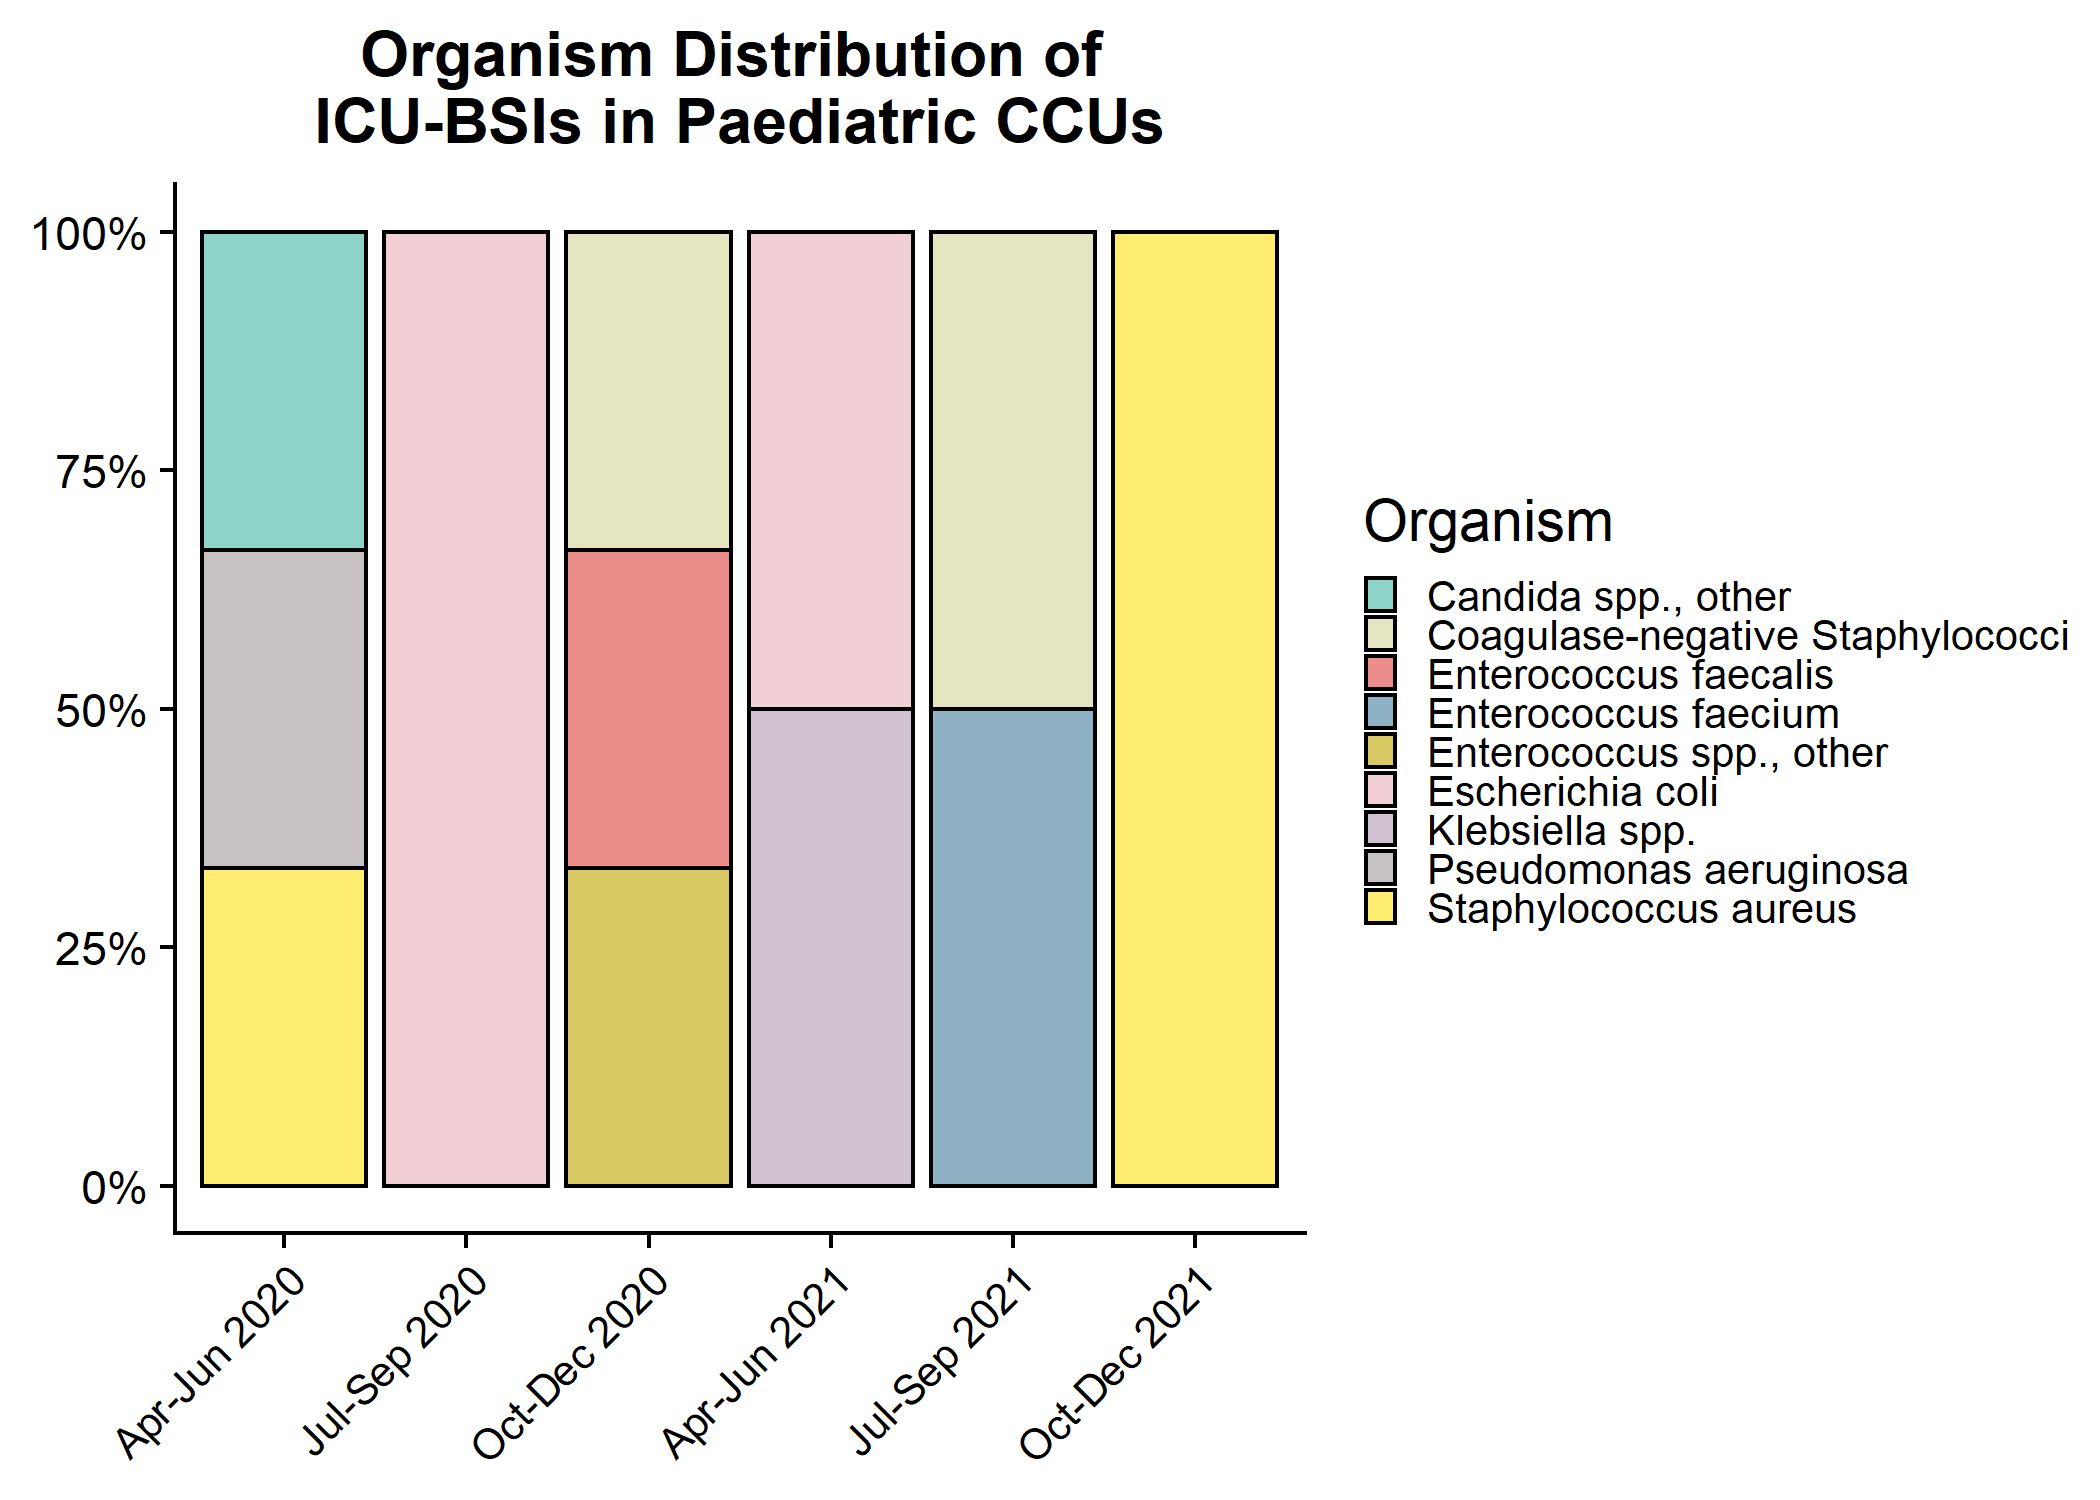 Organism Distribution of
ICU-BSIs in Paediatric CCUs
100%
75%
50%
25%
0%
Apr-Jun 2020
Jul-Sep 2020
Oct-Dec 2020
Apr-Jun 2021
Jul-Sep 2021
Oct-Dec 2021
Organism
Candida spp., other
Coagulase-negative Staphylococci
Enterococcus faecalis
Enterococcus faecium
Enterococcus spp., other
Escherichia coli
Klebsiella spp.
Pseudomonas aeruginosa
Staphylococcus aureus